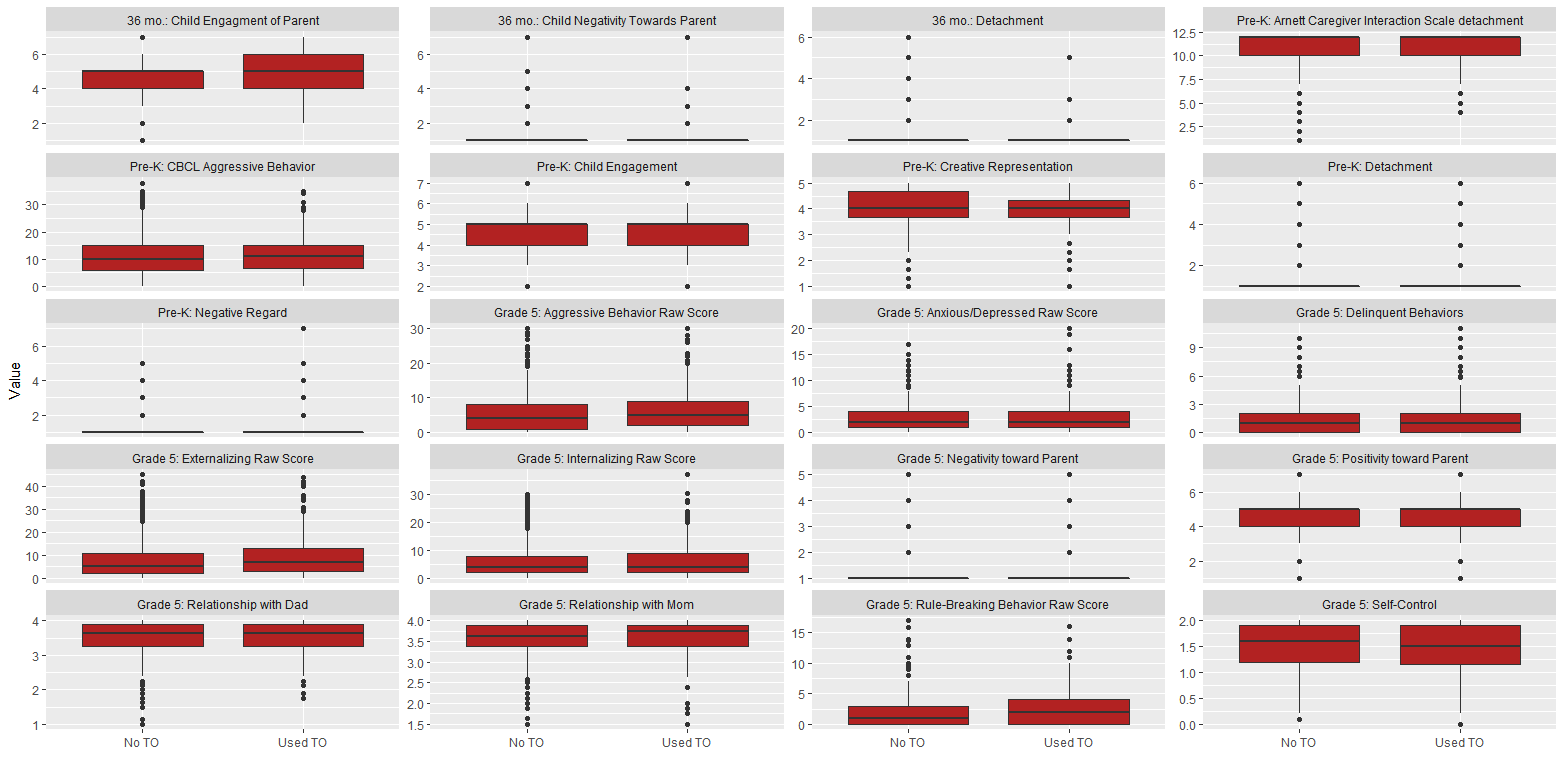 36 mo.: Child Engagment of Parent
36 mo.: Child Negativity Towards Parent
36 mo.: Detachment
Pre-K: Arnett Caregiver Interaction Scale detachment
6
4
2
6
4
2
6
4
2
12.5
10.0
7.5
5.0
2.5
Pre-K: CBCL Aggressive Behavior
Pre-K: Child Engagement
Pre-K: Creative Representation
Pre-K: Detachment
30
20
10
0
7
6
5
4
3
2
5
4
3
2
1
6
4
2
Pre-K: Negative Regard
Grade 5: Aggressive Behavior Raw Score
Grade 5: Anxious/Depressed Raw Score
Grade 5: Delinquent Behaviors
Value
6
4
2
30
20
10
0
20
15
10
5
0
9
6
3
0
Grade 5: Externalizing Raw Score
Grade 5: Internalizing Raw Score
Grade 5: Negativity toward Parent
Grade 5: Positivity toward Parent
40
30
20
10
0
30
20
10
0
5
4
3
2
1
6
4
2
Grade 5: Relationship with Dad
Grade 5: Relationship with Mom
Grade 5: Rule-Breaking Behavior Raw Score
Grade 5: Self-Control
4
3
2
1
4.0
3.5
3.0
2.5
2.0
1.5
15
10
5
0
2.0
1.5
1.0
0.5
0.0
No TO
Used TO
No TO
Used TO
No TO
Used TO
No TO
Used TO